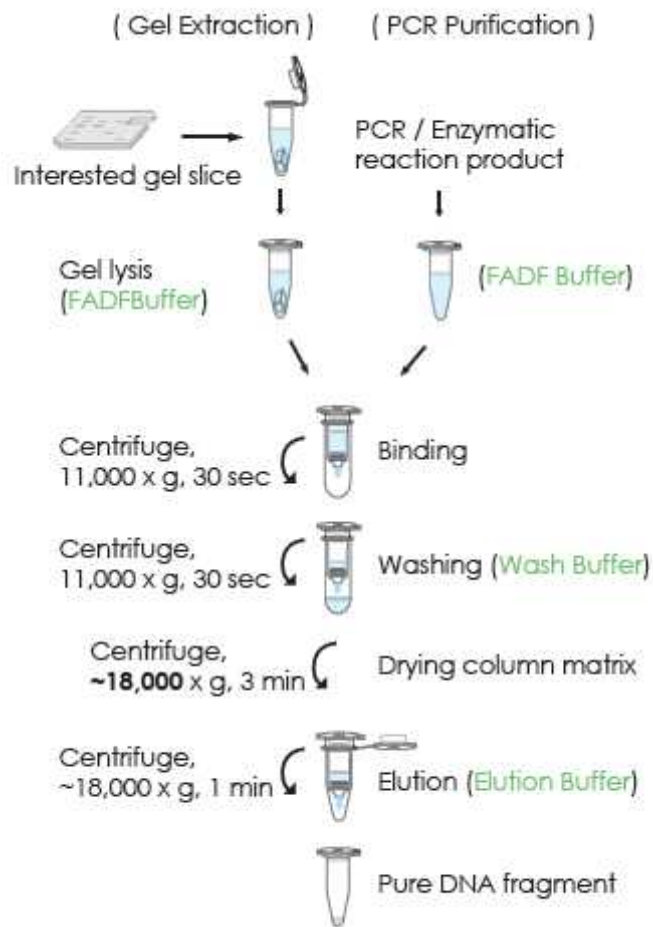 ( Gel Extraction ) ( PCR Purification )
Interested gel slice
PCR / Enzymatic
reaction product
Gel lysis
(FADFBuffer)
(FADF Buffer)
Centrifuge,
11,000 x g, 30 sec
Binding
Centrifuge,
11,000 x g, 30 sec
Washing (Wash Buffer)
Centrifuge,
~18,000 x g, 3 min
Drying column matrix
Centrifuge,
~18,000 x g, 1 min
Elution (Elution Buffer)
Pure DNA fragment